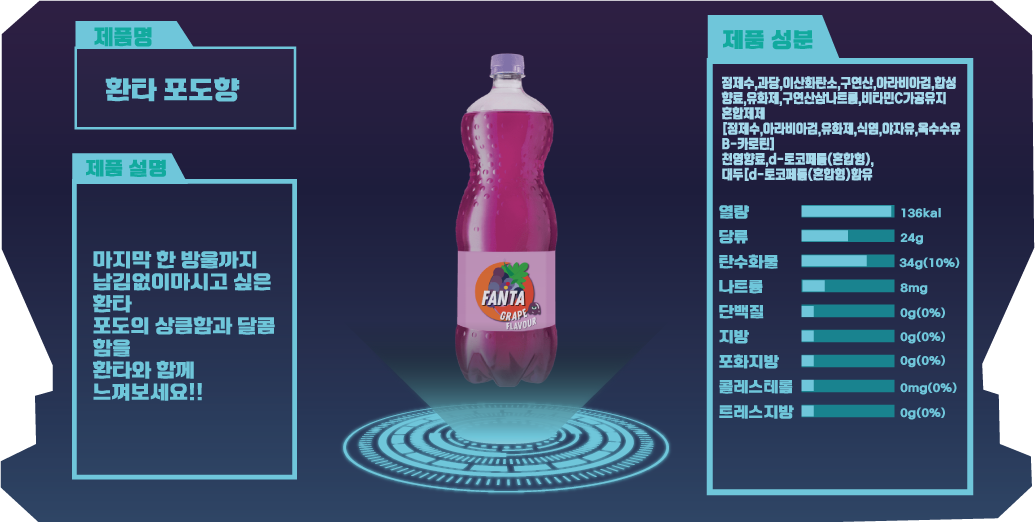 제품명
환타 포도향
제품 설명
마지막 한 방울까지
남김없이마시고 싶은
환타
포도의 상큼함과 달콤
함을
환타와 함께
느껴보세요!!
FANTA
GRAPE
FLAVOUR
제품 성분
정제수,과당,이산화탄소,구연산,아라비아검,합성
향료,유화제,구연산삼나트륨,비타민C가공유지
혼합제제
[정제수,아라비아검,유화제,식염,야자유,옥수수유
B-카로틴]
천영향료,d-토코페롤(혼합형),
대두[d-토코페롤(혼합형)함유
열량 136kal
당류 24g
탄수화물 34g(10%)
나트륨 8mg
단백질 0g(0%)
지방 0g(0%)
포화지방 0g(0%)
콜레스테롤 0mg(0%)
트레스지방 0g(0%)